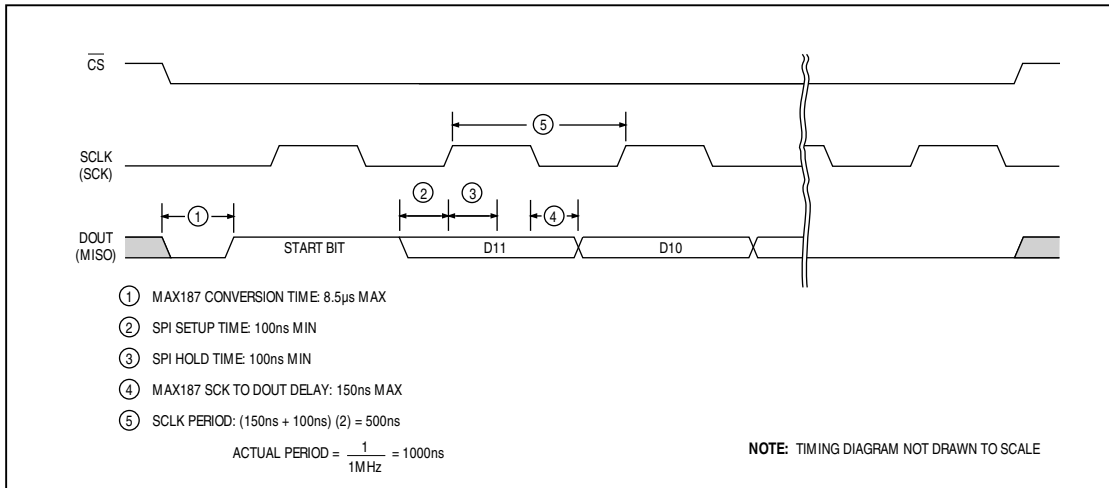 CS
5
SCLK
(SCK)
2
3
1
4
DOUT
(MISO)
START BIT
D11
D10
1 MAX187 CONVERSION TIME: 8.5µs MAX
2 SPI SETUP TIME: 100ns MIN
3 SPI HOLD TIME: 100ns MIN
4 MAX187 SCK TO DOUT DELAY: 150ns MAX
5 SCLK PERIOD: (150ns + 100ns) (2) = 500ns
ACTUAL PERIOD = 1/1MHz = 1000ns
NOTE: TIMING DIAGRAM NOT DRAWN TO SCALE